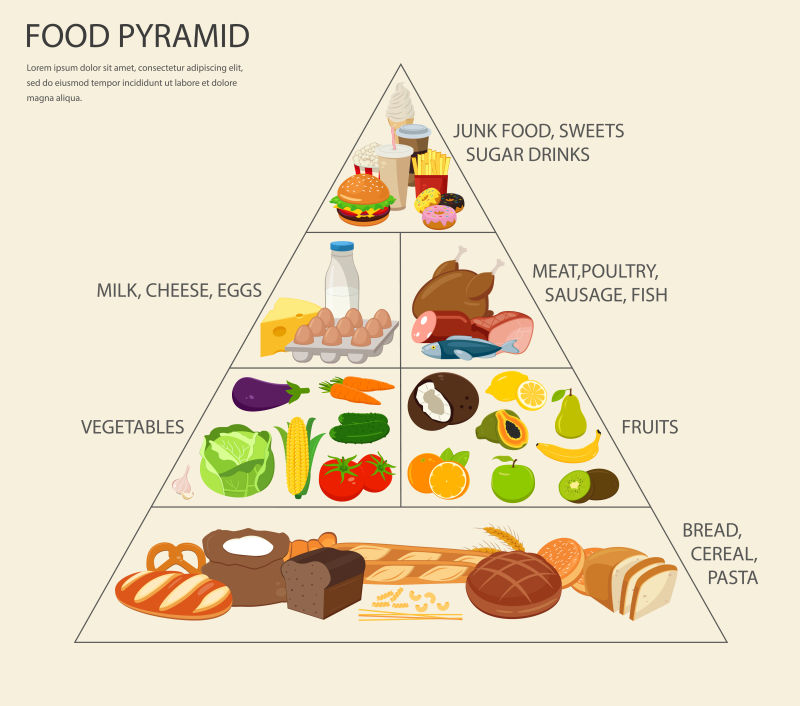 FOOD PYRAMID
Lorem ipsum dolor sit amet, consectetur adipiscing elit,
sed do eiusmod tempor incididunt ut labore et dolore
magna aliqua.
JUNK FOOD, SWEETS
SUGAR DRINKS
MILK, CHEESE, EGGS
MEAT,POULTRY,
SAUSAGE, FISH
VEGETABLES
FRUITS
BREAD,
CEREAL,
PASTA